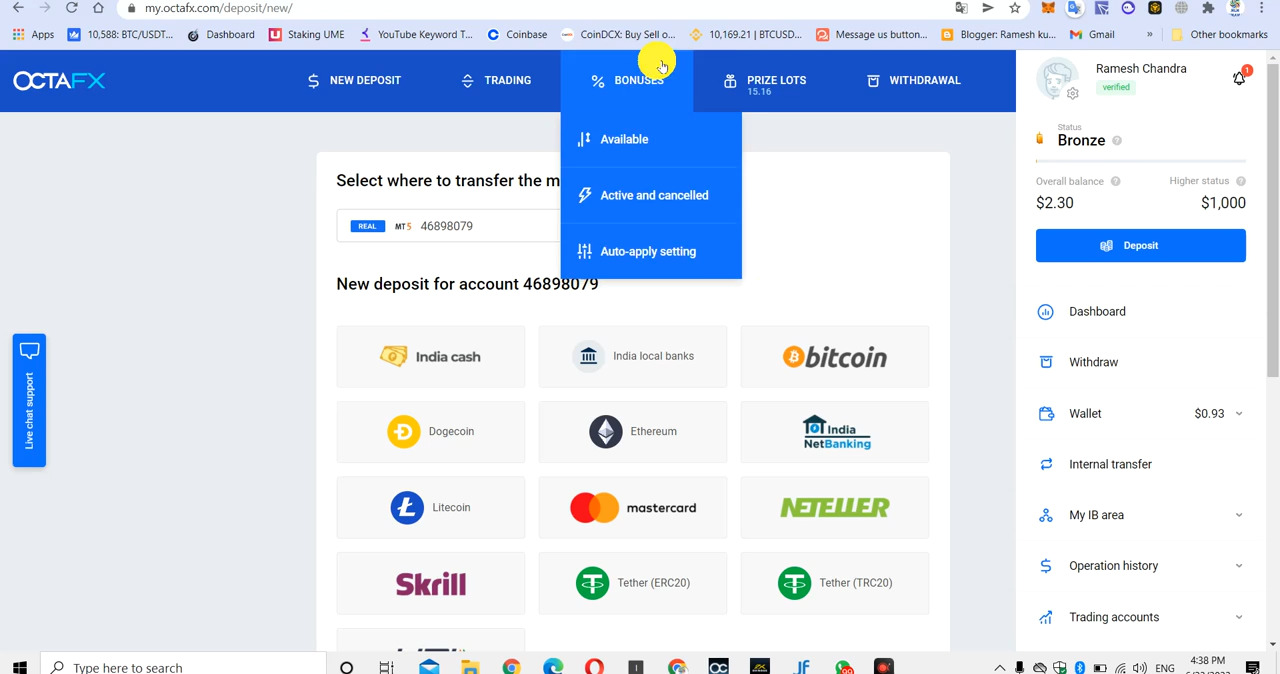 my.octafx.com/deposit/new/
Apps
10,588: BTC/USDT...
Dashboard
Staking UME
YouTube Keyword T...
Coinbase
CoinDCX: Buy Sell o...
10,169.21 | BTCUSD...
Message us button...
Blogger: Ramesh ku...
Gmail
»
Other bookmarks
OCTAFX
NEW DEPOSIT
TRADING
BONUSES
PRIZE LOTS
15.16
WITHDRAWAL
Ramesh Chandra
verified
1
Available
Active and cancelled
Auto-apply setting
Status
Bronze
Overall balance
Higher status
$2.30
$1,000
Deposit
Select where to transfer the m
REAL MT5 46898079
New deposit for account 46898079
India cash
India local banks
bitcoin
Dogecoin
Ethereum
India NetBanking
Litecoin
mastercard
NETELLER
Skrill
Tether (ERC20)
Tether (TRC20)
Live chat support
Dashboard
Withdraw
Wallet $0.93
Internal transfer
My IB area
Operation history
Trading accounts
Type here to search
ENG
4:38 PM